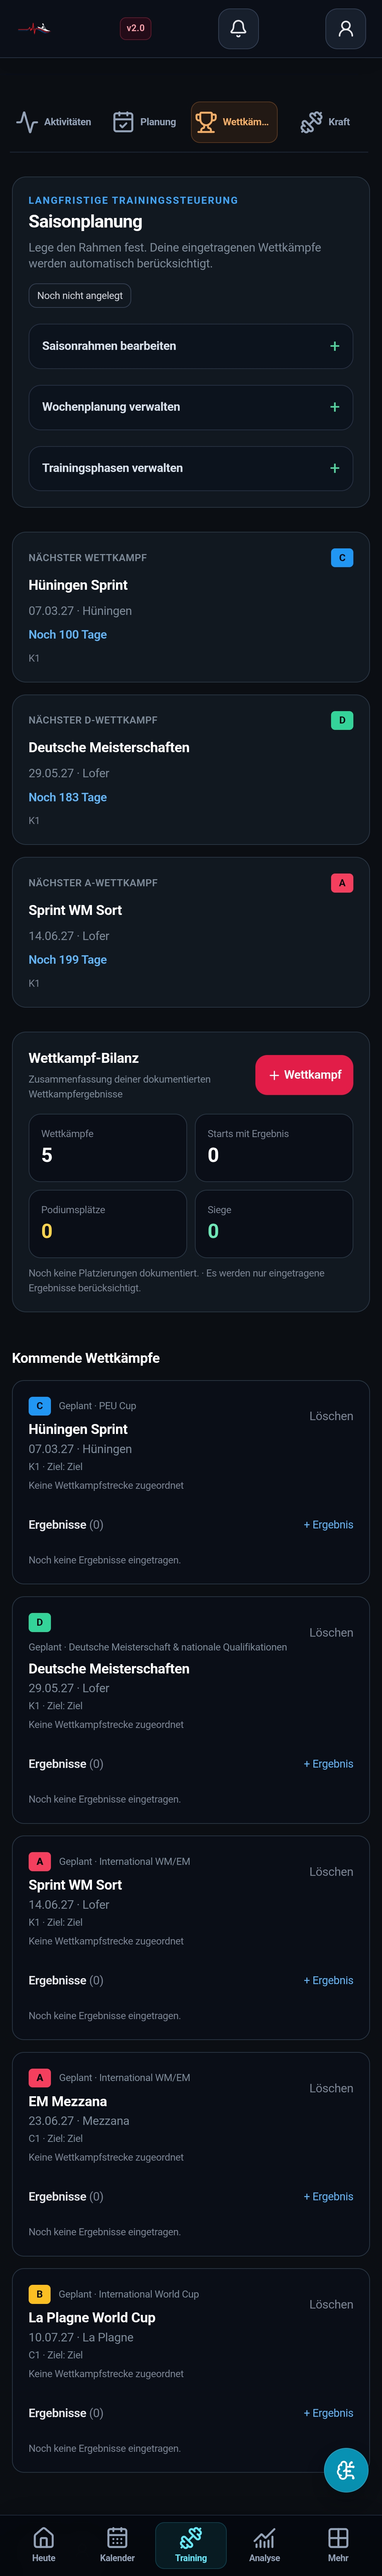 v2.0
Aktivitäten
Planung
Wettkäm...
Kraft
LANGFRISTIGE TRAININGSSTEUERUNG
Saisonplanung
Lege den Rahmen fest. Deine eingetragenen Wettkämpfe
werden automatisch berücksichtigt.
Noch nicht angelegt
Saisonrahmen bearbeiten +
Wochenplanung verwalten +
Trainingsphasen verwalten +
NÄCHSTER WETTKAMPF C
Hüningen Sprint
07.03.27 · Hüningen
Noch 100 Tage
K1
NÄCHSTER D-WETTKAMPF D
Deutsche Meisterschaften
29.05.27 · Lofer
Noch 183 Tage
K1
NÄCHSTER A-WETTKAMPF A
Sprint WM Sort
14.06.27 · Lofer
Noch 199 Tage
K1
Wettkampf-Bilanz
Zusammenfassung deiner dokumentierten
Wettkampfergebnisse
+ Wettkampf
Wettkämpfe
5
Starts mit Ergebnis
0
Podiumsplätze
0
Siege
0
Noch keine Platzierungen dokumentiert. · Es werden nur eingetragene
Ergebnisse berücksichtigt.
Kommende Wettkämpfe
C Geplant · PEU Cup
Löschen
Hüningen Sprint
07.03.27 · Hüningen
K1 · Ziel: Ziel
Keine Wettkampfstrecke zugeordnet
Ergebnisse (0) + Ergebnis
Noch keine Ergebnisse eingetragen.
D
Löschen
Geplant · Deutsche Meisterschaft & nationale Qualifikationen
Deutsche Meisterschaften
29.05.27 · Lofer
K1 · Ziel: Ziel
Keine Wettkampfstrecke zugeordnet
Ergebnisse (0) + Ergebnis
Noch keine Ergebnisse eingetragen.
A Geplant · International WM/EM
Löschen
Sprint WM Sort
14.06.27 · Lofer
K1 · Ziel: Ziel
Keine Wettkampfstrecke zugeordnet
Ergebnisse (0) + Ergebnis
Noch keine Ergebnisse eingetragen.
A Geplant · International WM/EM
Löschen
EM Mezzana
23.06.27 · Mezzana
C1 · Ziel: Ziel
Keine Wettkampfstrecke zugeordnet
Ergebnisse (0) + Ergebnis
Noch keine Ergebnisse eingetragen.
B Geplant · International World Cup
Löschen
La Plagne World Cup
10.07.27 · La Plagne
C1 · Ziel: Ziel
Keine Wettkampfstrecke zugeordnet
Ergebnisse (0) + Ergebnis
Noch keine Ergebnisse eingetragen.
Heute
Kalender
Training
Analyse
Mehr